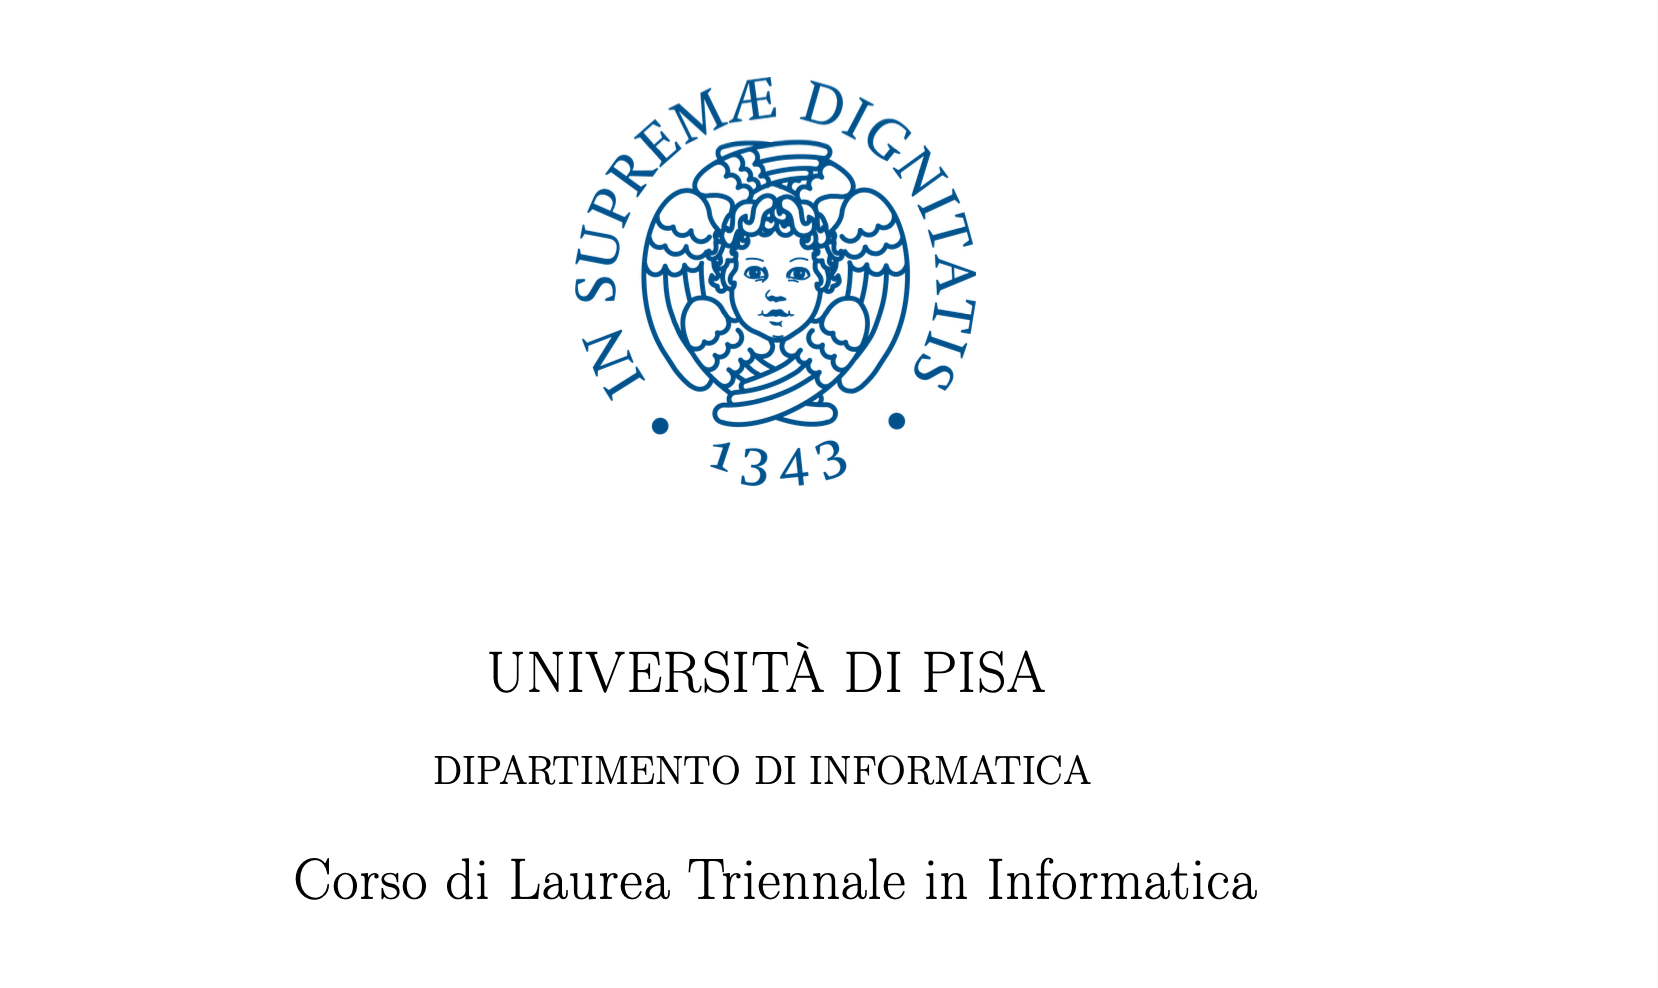 IN SUPREMÆ DIGNITATIS
1343
UNIVERSITÀ DI PISA
DIPARTIMENTO DI INFORMATICA
Corso di Laurea Triennale in Informatica